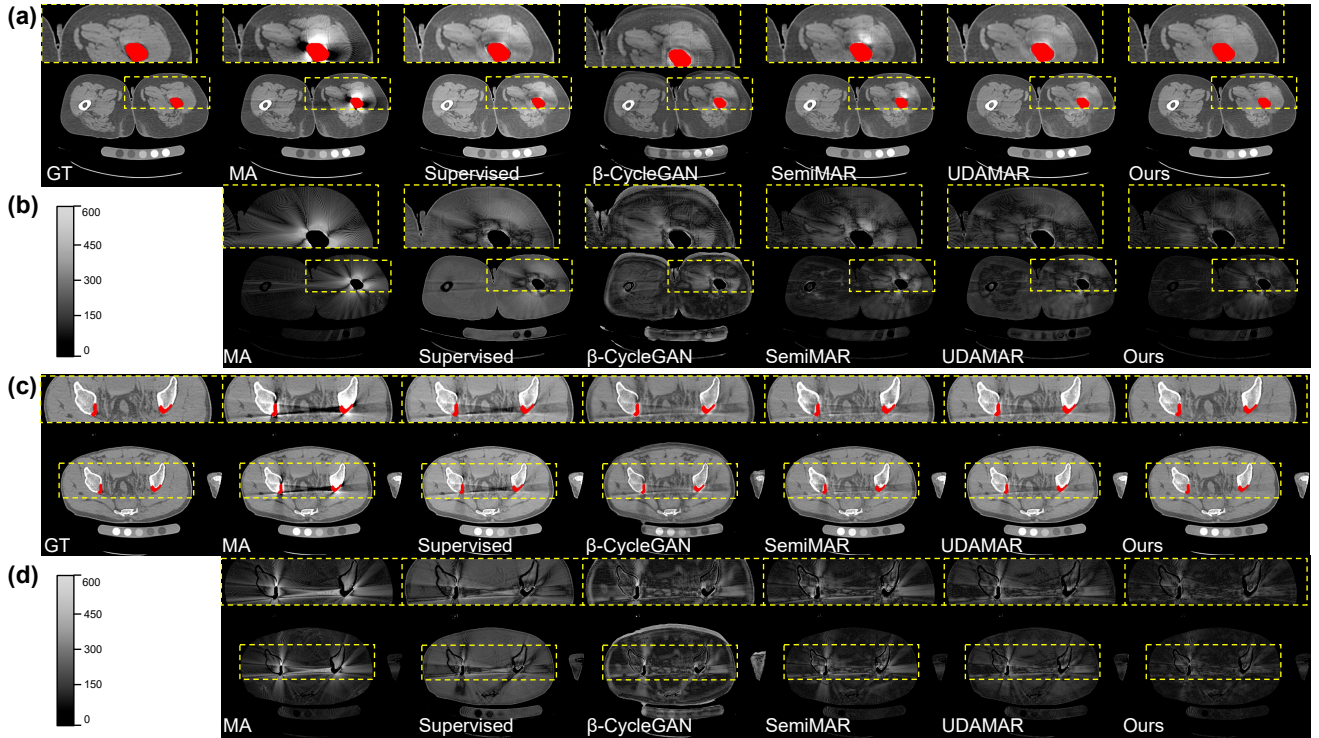 (a)
GT MA Supervised β-CycleGAN SemiMAR UDAMAR Ours
(b)
600
450
300
150
0
MA Supervised β-CycleGAN SemiMAR UDAMAR Ours
(c)
GT MA Supervised β-CycleGAN SemiMAR UDAMAR Ours
(d)
600
450
300
150
0
MA Supervised β-CycleGAN SemiMAR UDAMAR Ours